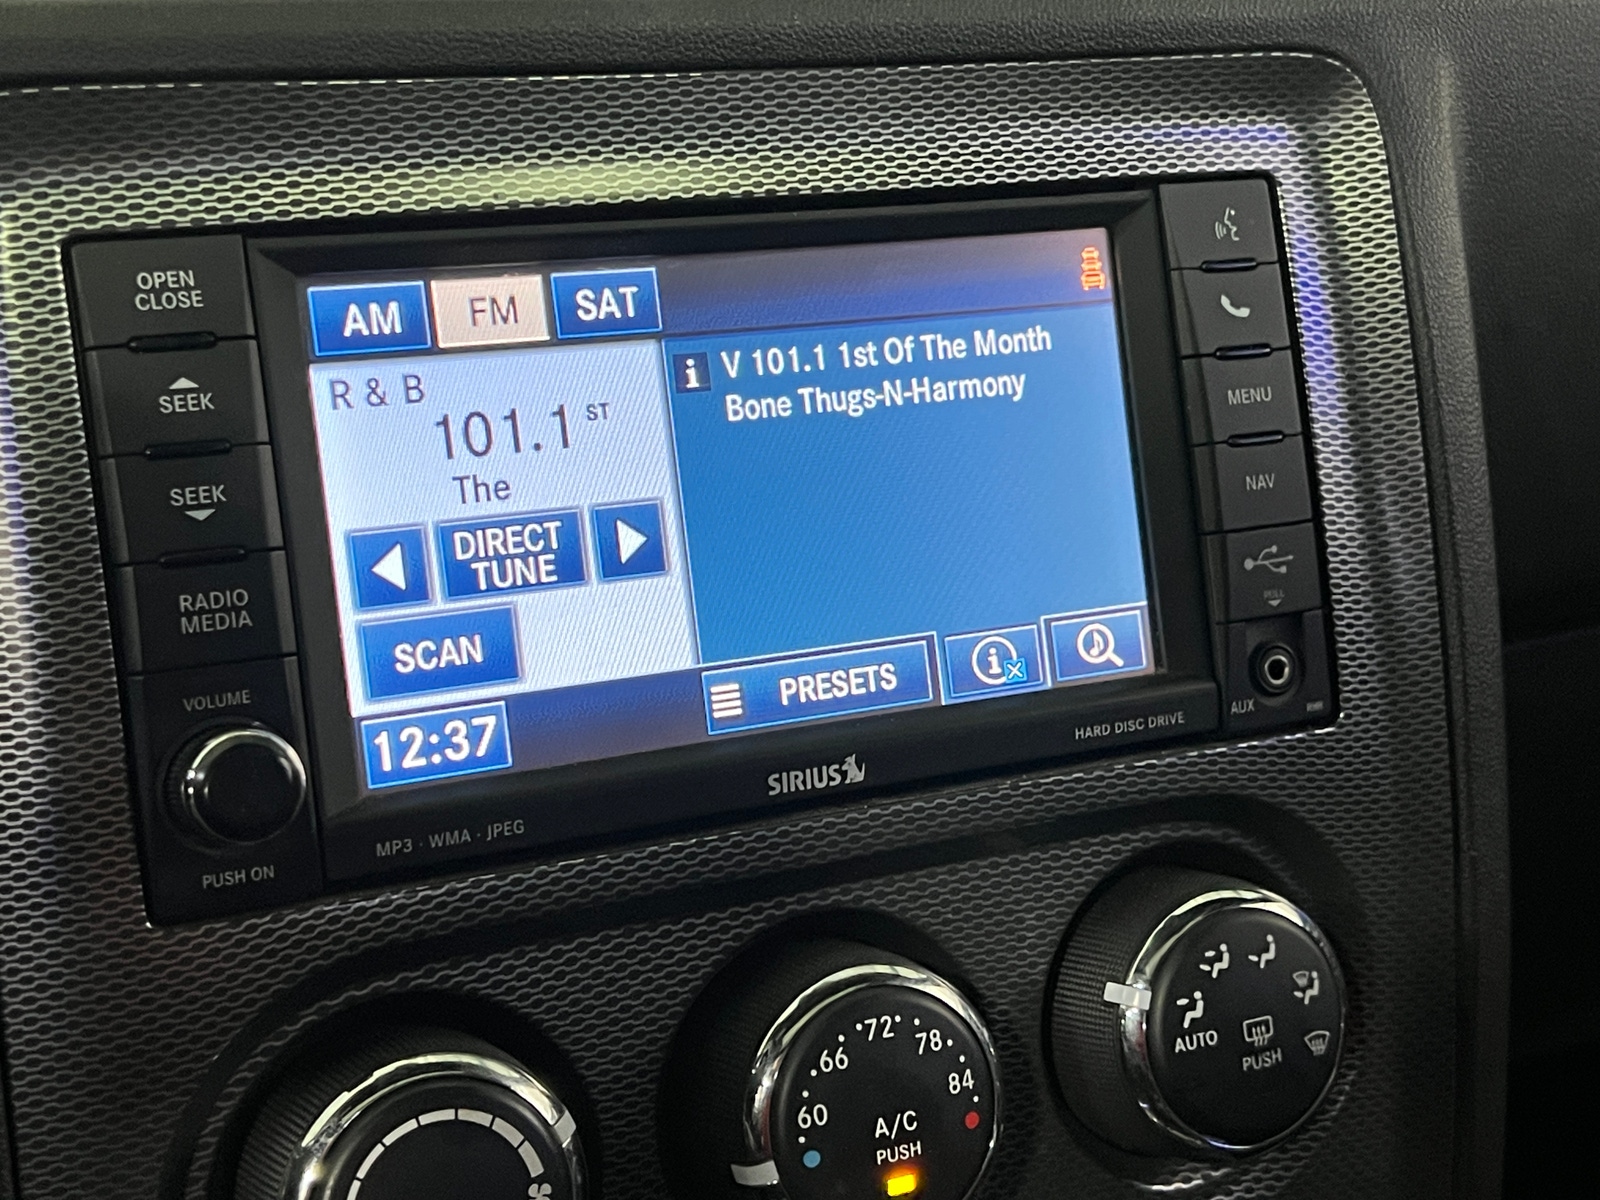 OPEN
CLOSE
SEEK
SEEK
RADIO
MEDIA
VOLUME
PUSH ON
AM
FM
SAT
R & B
101.1 ST
The
DIRECT
TUNE
SCAN
12:37
V 101.1 1st Of The Month
Bone Thugs-N-Harmony
PRESETS
MENU
NAV
PULL
AUX
MP3 · WMA · JPEG
SIRIUS
HARD DISC DRIVE
60
66
72
78
84
A/C
PUSH
AUTO
PUSH